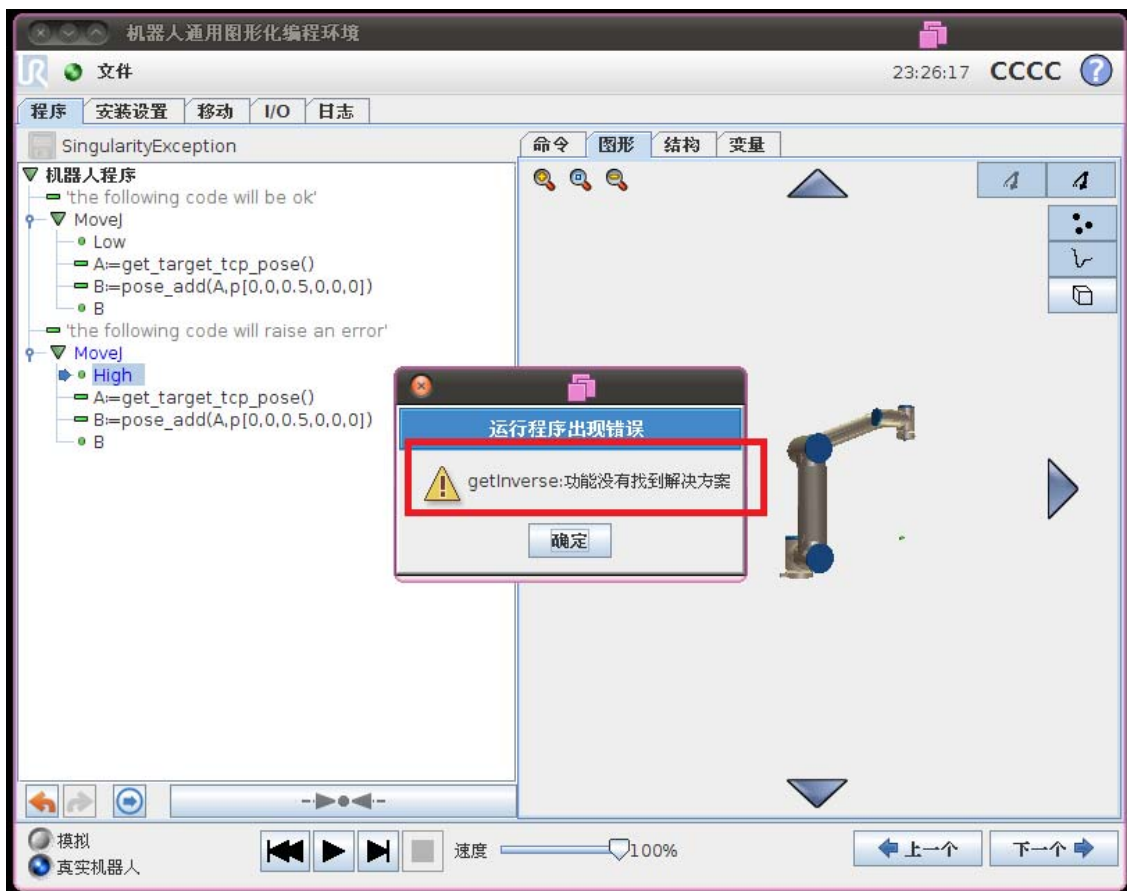 机器人通用图形化编程环境
文件
23:26:17 CCCC ?
程序 安装设置 移动 I/O 日志
SingularityException
命令 图形 结构 变量
机器人程序
'the following code will be ok'
MoveJ
Low
A:=get_target_tcp_pose()
B:=pose_add(A,p[0,0,0.5,0,0,0])
B
'the following code will raise an error'
MoveJ
High
A:=get_target_tcp_pose()
B:=pose_add(A,p[0,0,0.5,0,0,0])
B
运行程序出现错误
getInverse:功能没有找到解决方案
确定
模拟
真实机器人
速度 100%
上一个 下一个